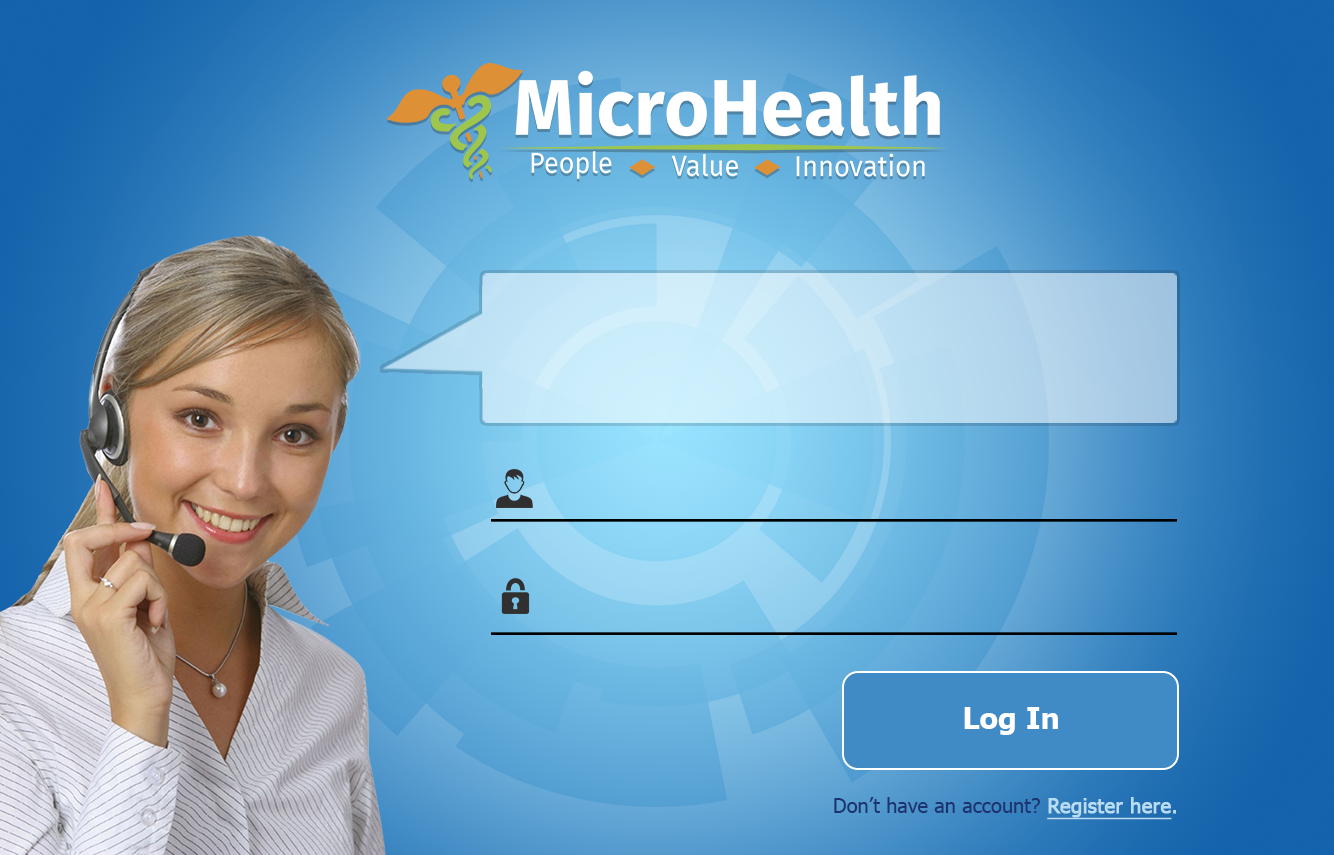 MicroHealth
People Value Innovation
Log In
Don't have an account? Register here.